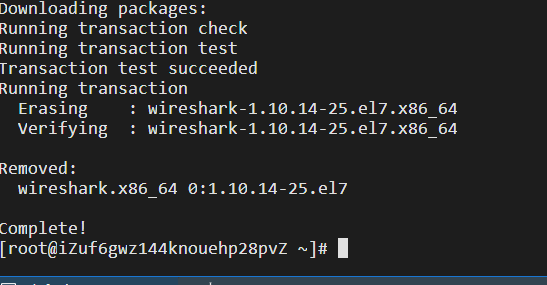 Downloading packages:
Running transaction check
Running transaction test
Transaction test succeeded
Running transaction
  Erasing    : wireshark-1.10.14-25.el7.x86_64
  Verifying  : wireshark-1.10.14-25.el7.x86_64

Removed:
  wireshark.x86_64 0:1.10.14-25.el7

Complete!
[root@iZuf6gwz144knouehp28pvZ ~]#